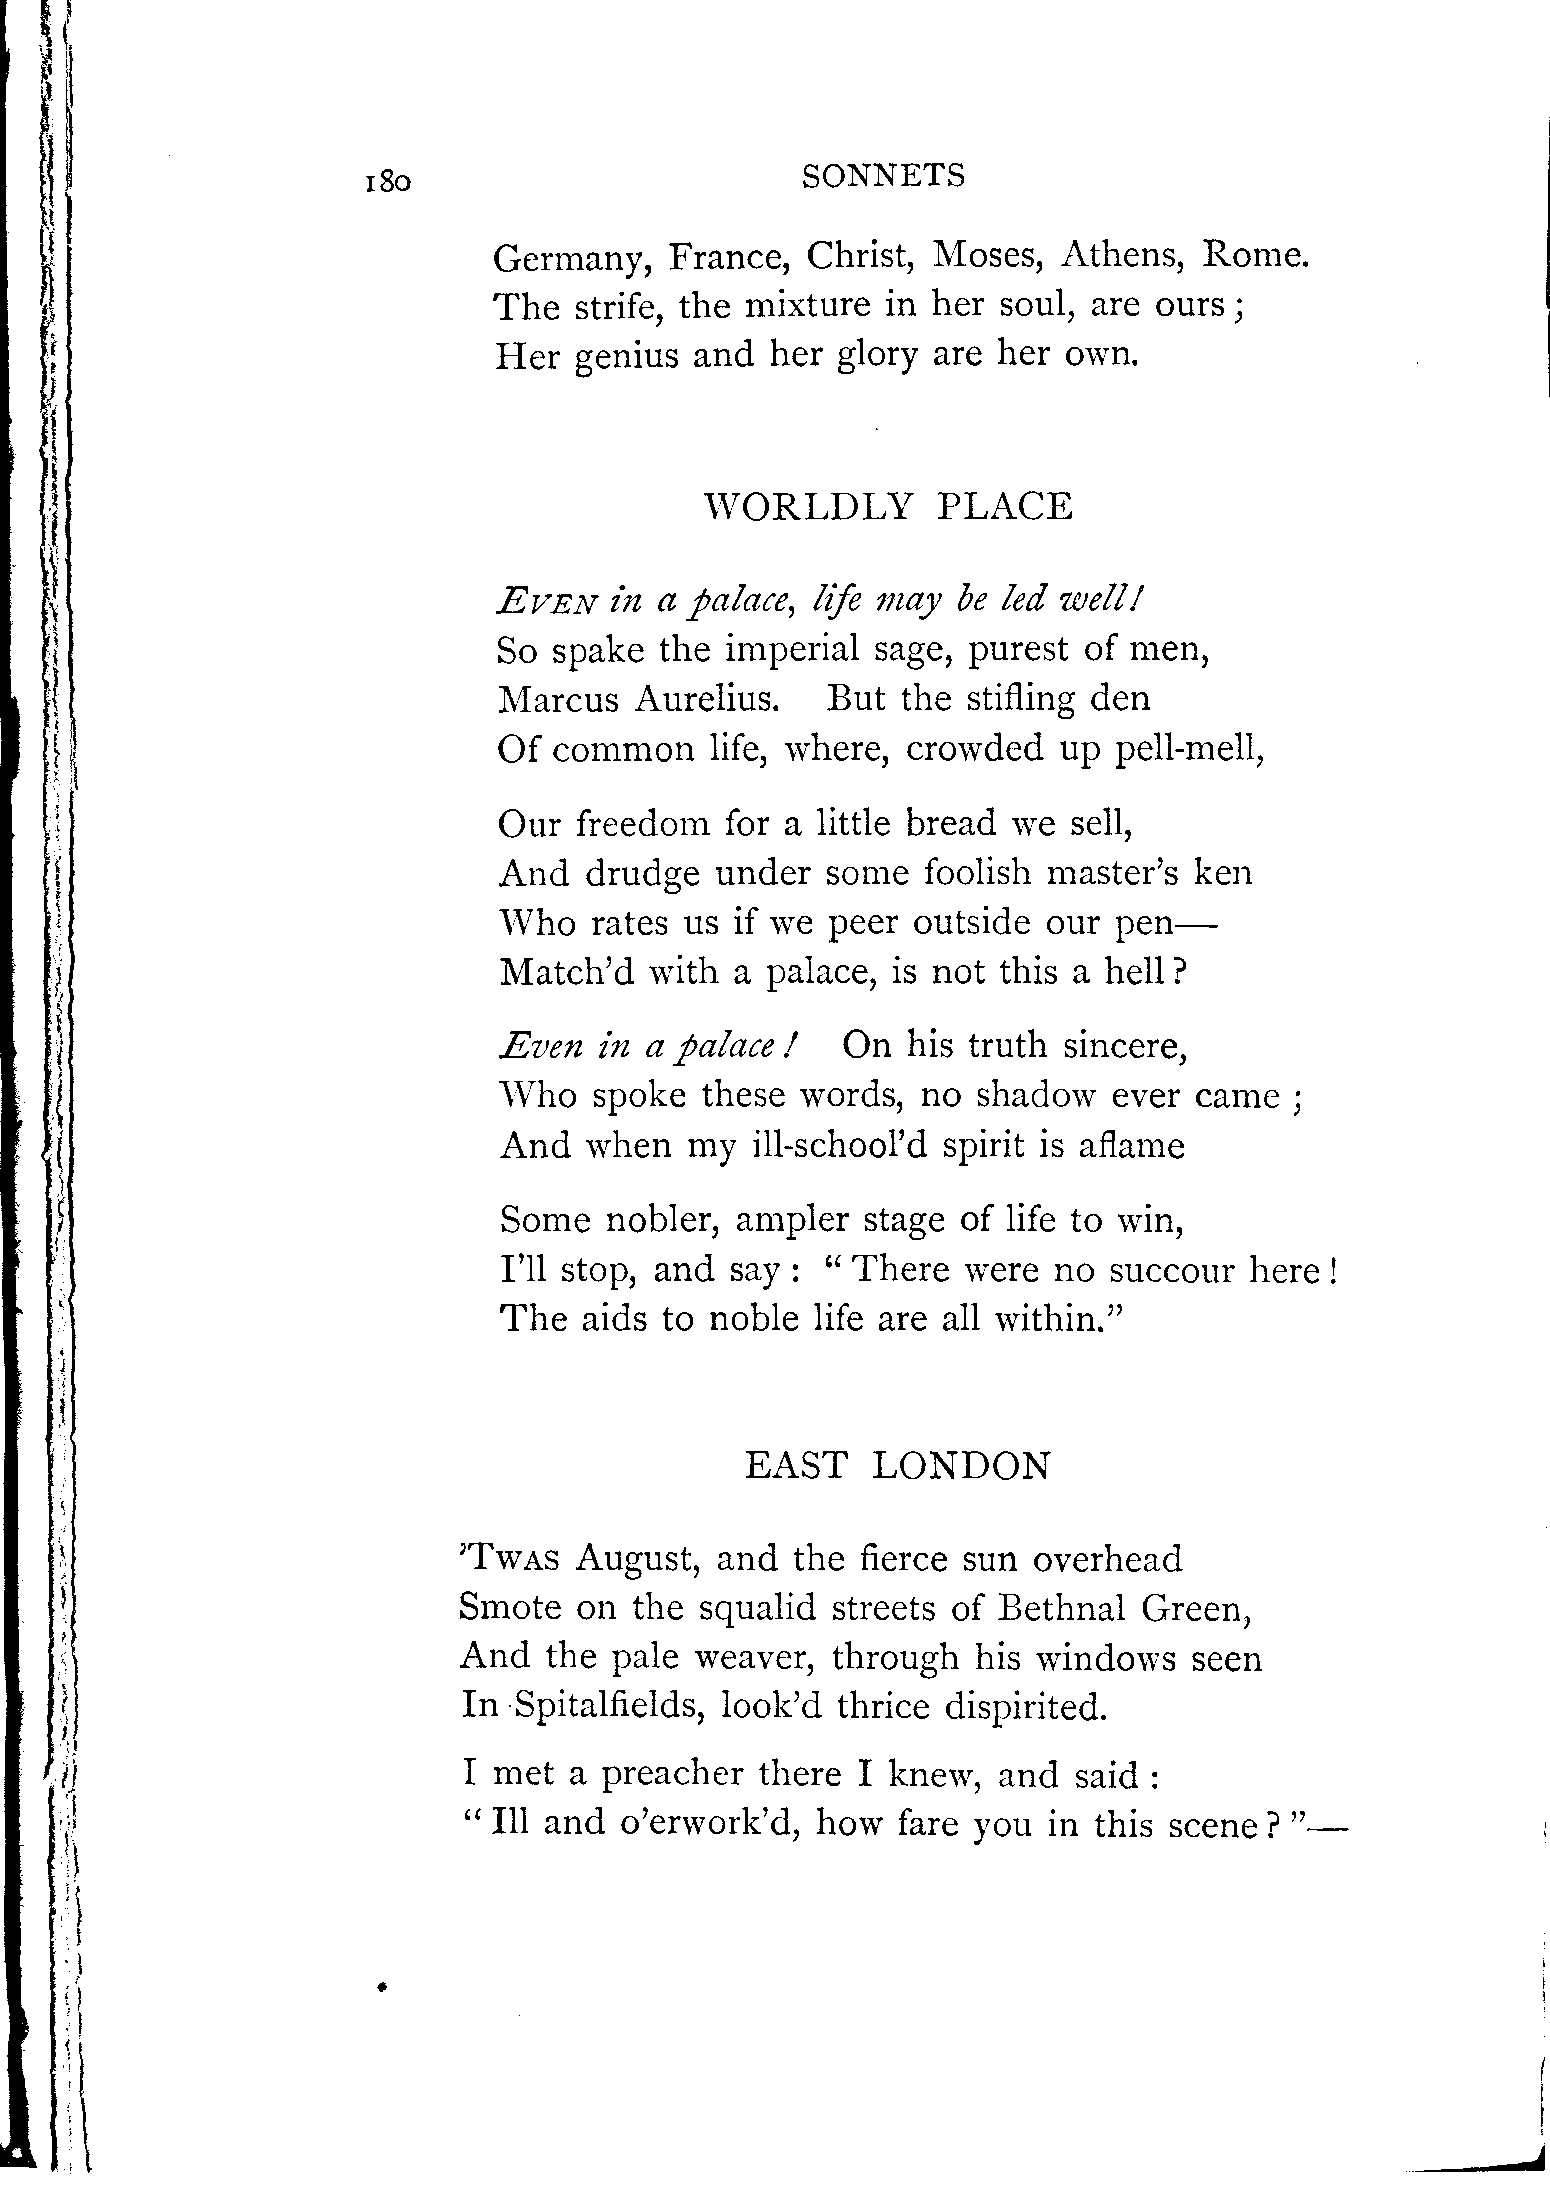 180 SONNETS
Germany, France, Christ, Moses, Athens, Rome.
The strife, the mixture in her soul, are ours ;
Her genius and her glory are her own.
WORLDLY PLACE
EVEN in a palace, life may be led well!
So spake the imperial sage, purest of men,
Marcus Aurelius. But the stifling den
Of common life, where, crowded up pell-mell,
Our freedom for a little bread we sell,
And drudge under some foolish master's ken
Who rates us if we peer outside our pen—
Match'd with a palace, is not this a hell ?
Even in a palace ! On his truth sincere,
Who spoke these words, no shadow ever came ;
And when my ill-school'd spirit is aflame
Some nobler, ampler stage of life to win,
I'll stop, and say : “ There were no succour here !
The aids to noble life are all within.”
EAST LONDON
’TWAS August, and the fierce sun overhead
Smote on the squalid streets of Bethnal Green,
And the pale weaver, through his windows seen
In Spitalfields, look'd thrice dispirited.
I met a preacher there I knew, and said :
“ Ill and o'erwork'd, how fare you in this scene ? ”—